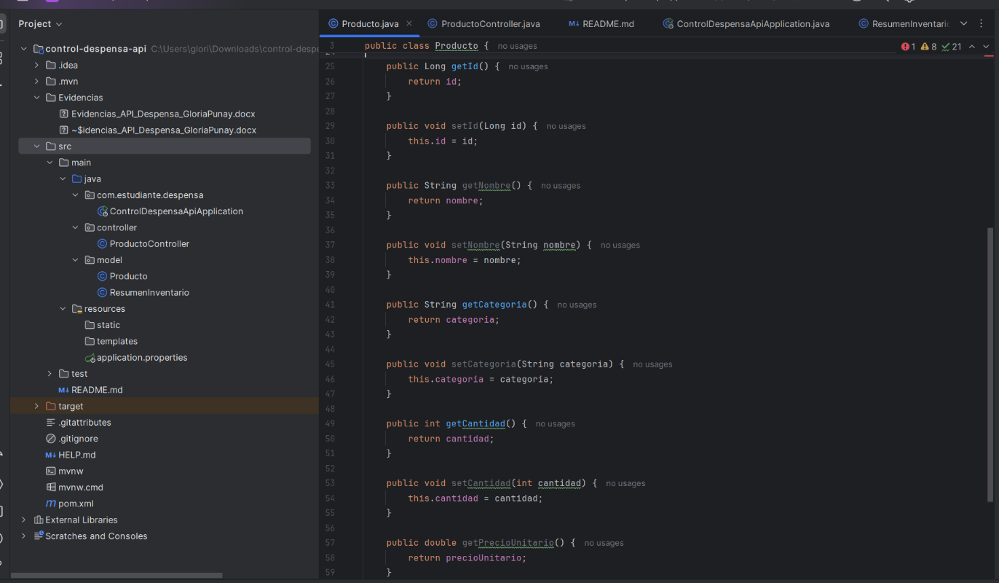 Project
control-despensa-api C:\Users\glori\Downloads\control-despe
.idea
.mvn
Evidencias
Evidencias_API_Despensa_GloriaPunay.docx
~$idencias_API_Despensa_GloriaPunay.docx
src
main
java
com.estudiante.despensa
ControlDespensaApiApplication
controller
ProductoController
model
Producto
ResumenInventario
resources
static
templates
application.properties
test
README.md
target
.gitattributes
.gitignore
HELP.md
mvnw
mvnw.cmd
pom.xml
External Libraries
Scratches and Consoles
Producto.java ProductoController.java README.md ControlDespensaApiApplication.java ResumenInventaric
3 public class Producto { no usages 1 8 21
25 public Long getId() { no usages
26 return id;
27 }
28
29 public void setId(Long id) { no usages
30 this.id = id;
31 }
32
33 public String getNombre() { no usages
34 return nombre;
35 }
36
37 public void setNombre(String nombre) { no usages
38 this.nombre = nombre;
39 }
40
41 public String getCategoria() { no usages
42 return categoria;
43 }
44
45 public void setCategoria(String categoria) { no usages
46 this.categoria = categoria;
47 }
48
49 public int getCantidad() { no usages
50 return cantidad;
51 }
52
53 public void setCantidad(int cantidad) { no usages
54 this.cantidad = cantidad;
55 }
56
57 public double getPrecioUnitario() { no usages
58 return precioUnitario;
59 }